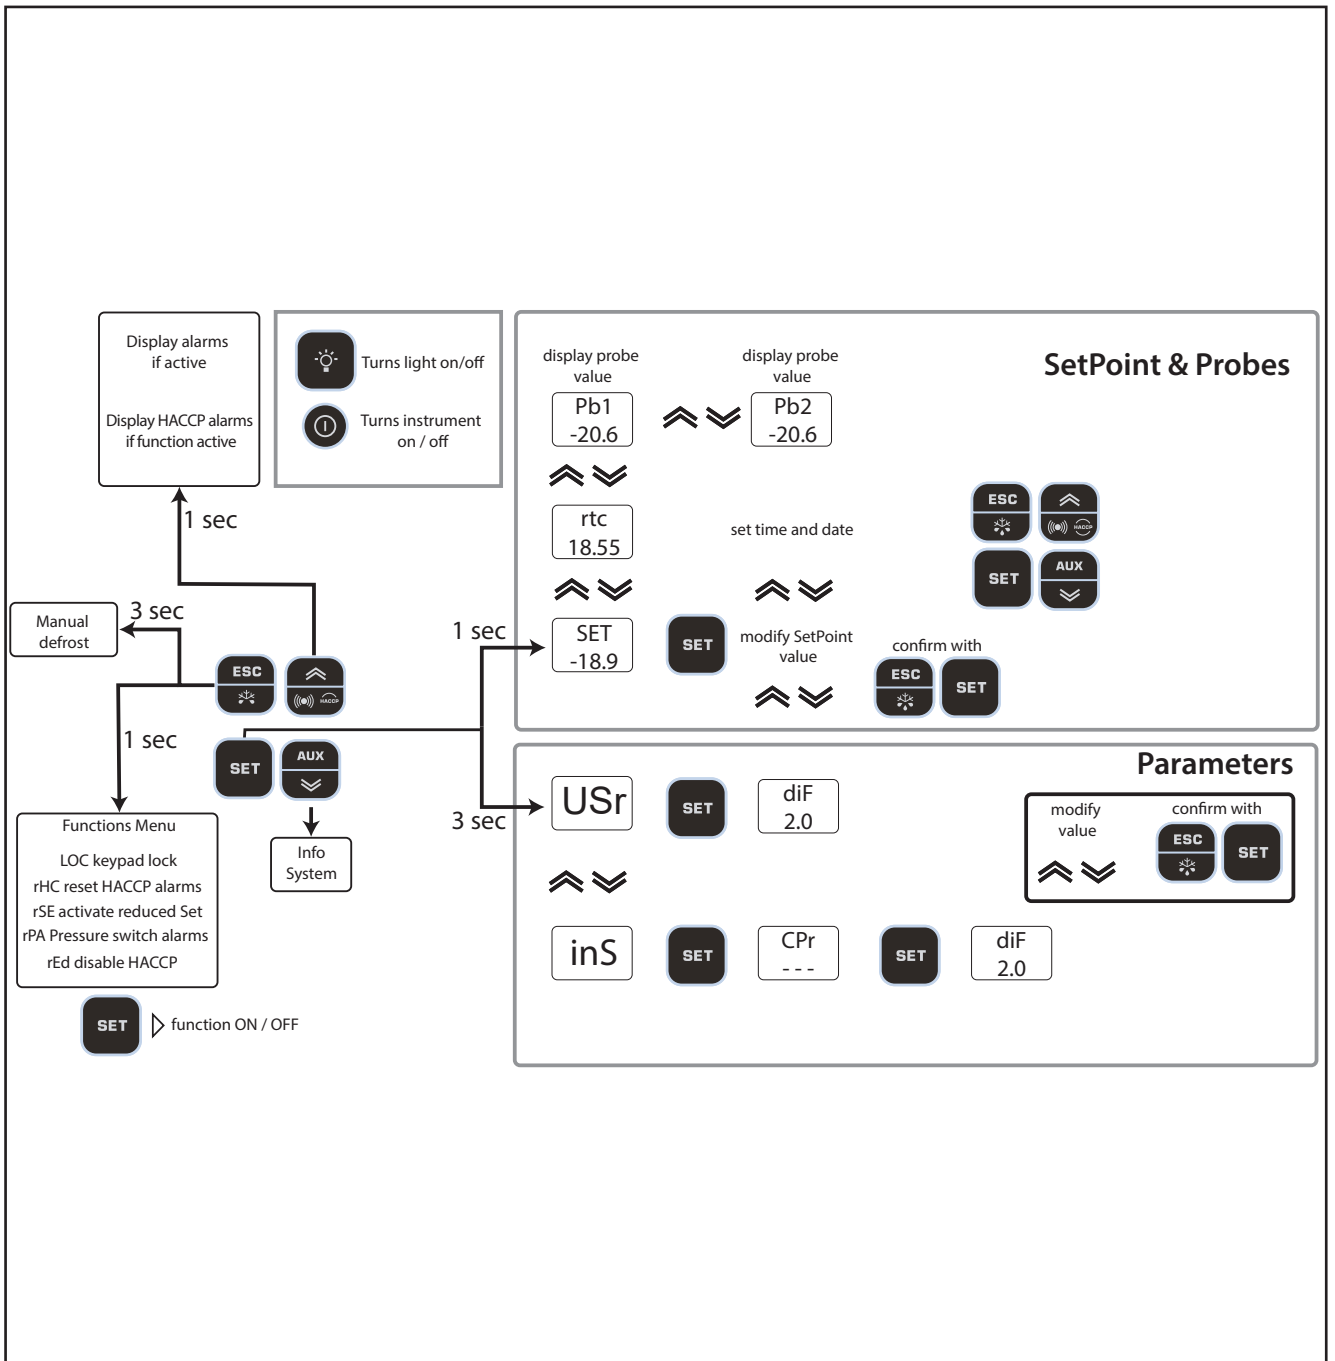 Display alarms
if active
Display HACCP alarms
if function active
Turns light on/off
Turns instrument
on / off
1 sec
Manual
defrost
3 sec
ESC
HACCP
1 sec
SET
AUX
Functions Menu
LOC keypad lock
rHC reset HACCP alarms
rSE activate reduced Set
rPA Pressure switch alarms
rEd disable HACCP
SET
function ON / OFF
Info
System
1 sec
3 sec
SetPoint & Probes
display probe
value
Pb1
-20.6
display probe
value
Pb2
-20.6
rtc
18.55
set time and date
ESC
HACCP
SET
AUX
SET
-18.9
SET
modify SetPoint
value
confirm with
ESC
SET
Parameters
USr
SET
diF
2.0
modify
value
confirm with
ESC
SET
inS
SET
CPr
- - -
SET
diF
2.0